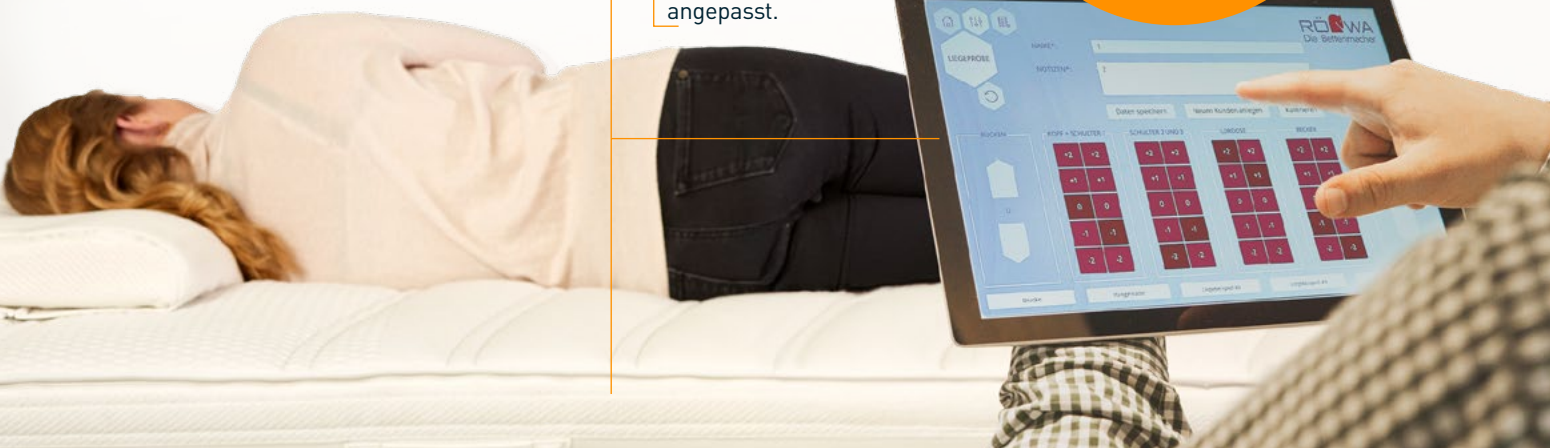 angepasst.
RÖWA
Die Bettenmacher
LIEGEPROBE
NAME*:
1
NOTIZEN*:
2
Daten speichern Neuen Kunden anlegen
RÜCKEN KOPF + SCHULTER 1 SCHULTER 2 UND 3 LORDOSE BECKEN
+2 +2 +2 +2 +2 +2 +2 +2
+1 +1 +1 +1 +1 +1 +1
0 0 0 0 0 0 0
-1 -1 -1 -1 -1 -1 -1 -1
-2 -2 -2 -2 -2 -2 -2 -2
Drucken